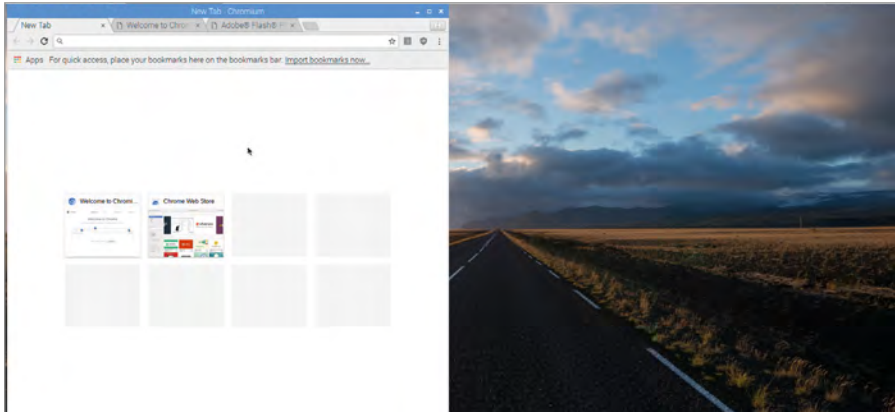 New Tab - Chromium
New Tab
Welcome to Chrom
Adobe® Flash® P
Apps For quick access, place your bookmarks here on the bookmarks bar. Import bookmarks now...
Welcome to Chromi...
Chrome Web Store